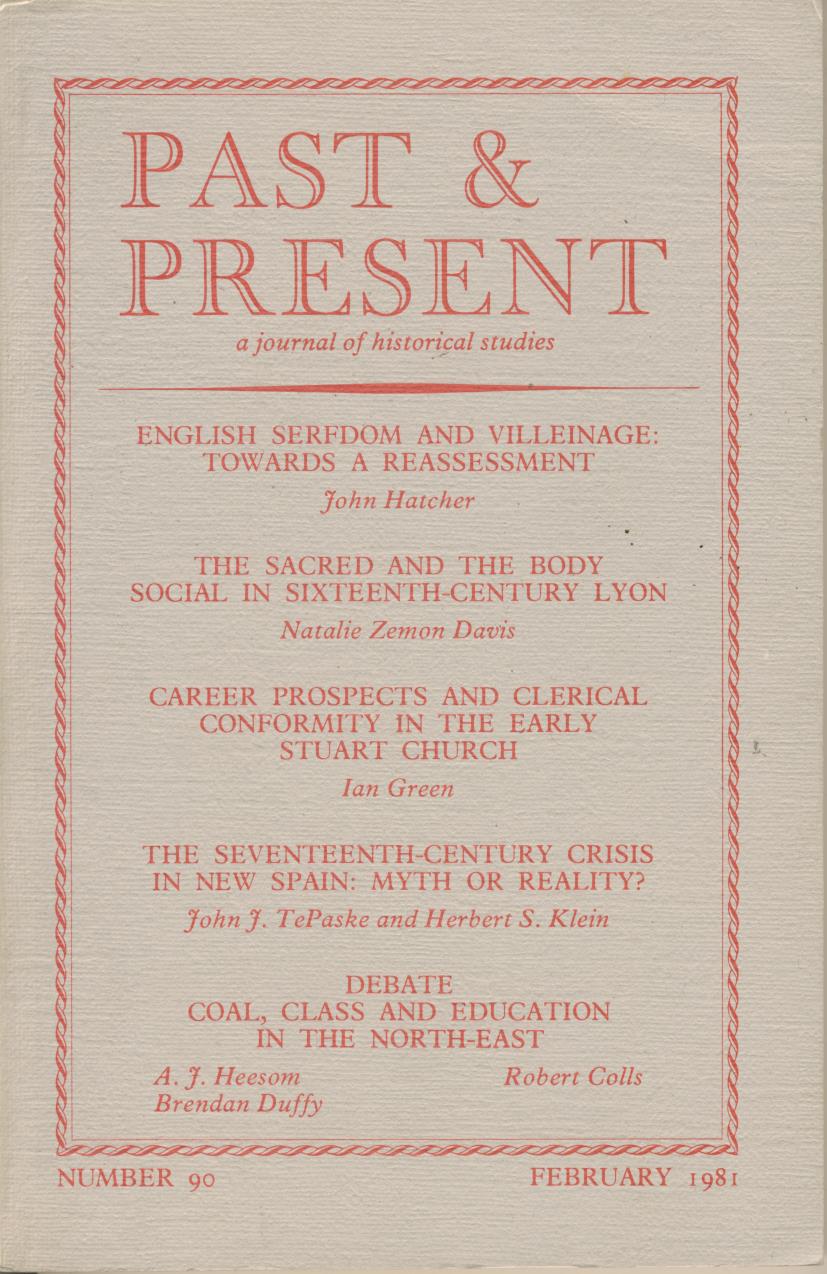 PAST &
PRESENT
a journal of historical studies
ENGLISH SERFDOM AND VILLEINAGE:
TOWARDS A REASSESSMENT
John Hatcher
THE SACRED AND THE BODY
SOCIAL IN SIXTEENTH-CENTURY LYON
Natalie Zemon Davis
CAREER PROSPECTS AND CLERICAL
CONFORMITY IN THE EARLY
STUART CHURCH
Ian Green
THE SEVENTEENTH-CENTURY CRISIS
IN NEW SPAIN: MYTH OR REALITY?
John J. TePaske and Herbert S. Klein
DEBATE
COAL, CLASS AND EDUCATION
IN THE NORTH-EAST
A. J. Heesom Robert Colls
Brendan Duffy
NUMBER 90 FEBRUARY 1981